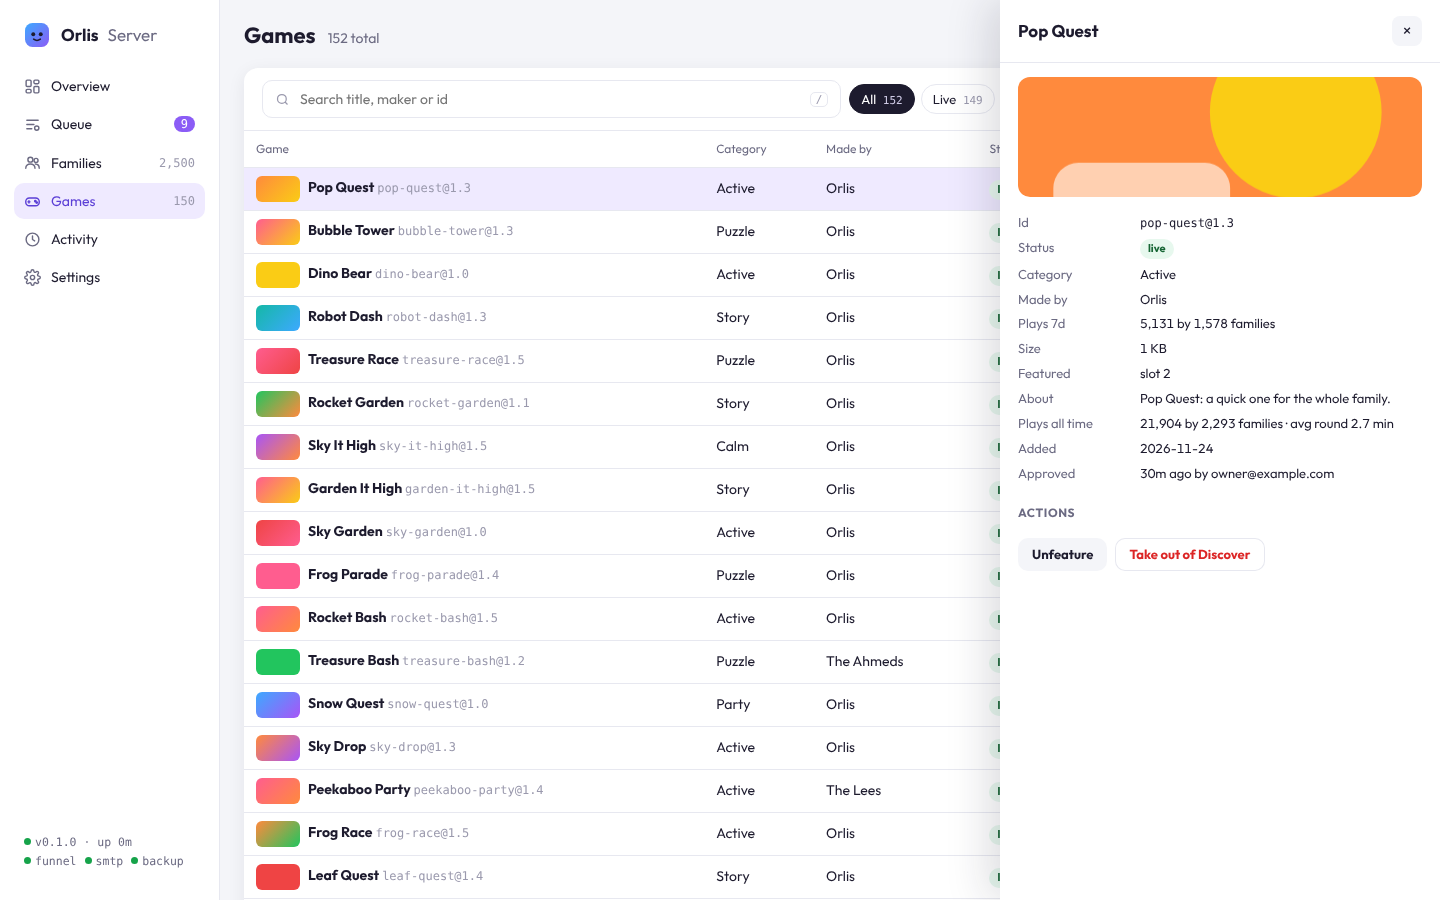 Orlis Server
Overview
Queue 9
Families 2,500
Games 150
Activity
Settings
v0.1.0 · up 0m
funnel smtp backup
Games 152 total
Search title, maker or id /
All 152 Live 149
Game Category Made by
Pop Quest pop-quest@1.3 Active Orlis
Bubble Tower bubble-tower@1.3 Puzzle Orlis
Dino Bear dino-bear@1.0 Active Orlis
Robot Dash robot-dash@1.3 Story Orlis
Treasure Race treasure-race@1.5 Puzzle Orlis
Rocket Garden rocket-garden@1.1 Story Orlis
Sky It High sky-it-high@1.5 Calm Orlis
Garden It High garden-it-high@1.5 Story Orlis
Sky Garden sky-garden@1.0 Active Orlis
Frog Parade frog-parade@1.4 Puzzle Orlis
Rocket Bash rocket-bash@1.5 Active Orlis
Treasure Bash treasure-bash@1.2 Puzzle The Ahmeds
Snow Quest snow-quest@1.0 Party Orlis
Sky Drop sky-drop@1.3 Active Orlis
Peekaboo Party peekaboo-party@1.4 Active The Lees
Frog Race frog-race@1.5 Active Orlis
Leaf Quest leaf-quest@1.4 Story Orlis
Pop Quest ×
Id pop-quest@1.3
Status live
Category Active
Made by Orlis
Plays 7d 5,131 by 1,578 families
Size 1 KB
Featured slot 2
About Pop Quest: a quick one for the whole family.
Plays all time 21,904 by 2,293 families · avg round 2.7 min
Added 2026-11-24
Approved 30m ago by owner@example.com
ACTIONS
Unfeature Take out of Discover